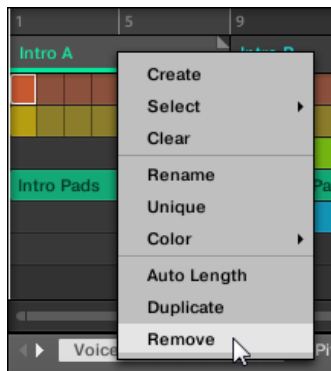 1 5 9
Intro A
Create
Select
Clear
Rename
Intro Pads
Unique
Color
Auto Length
Duplicate
Remove
Voice